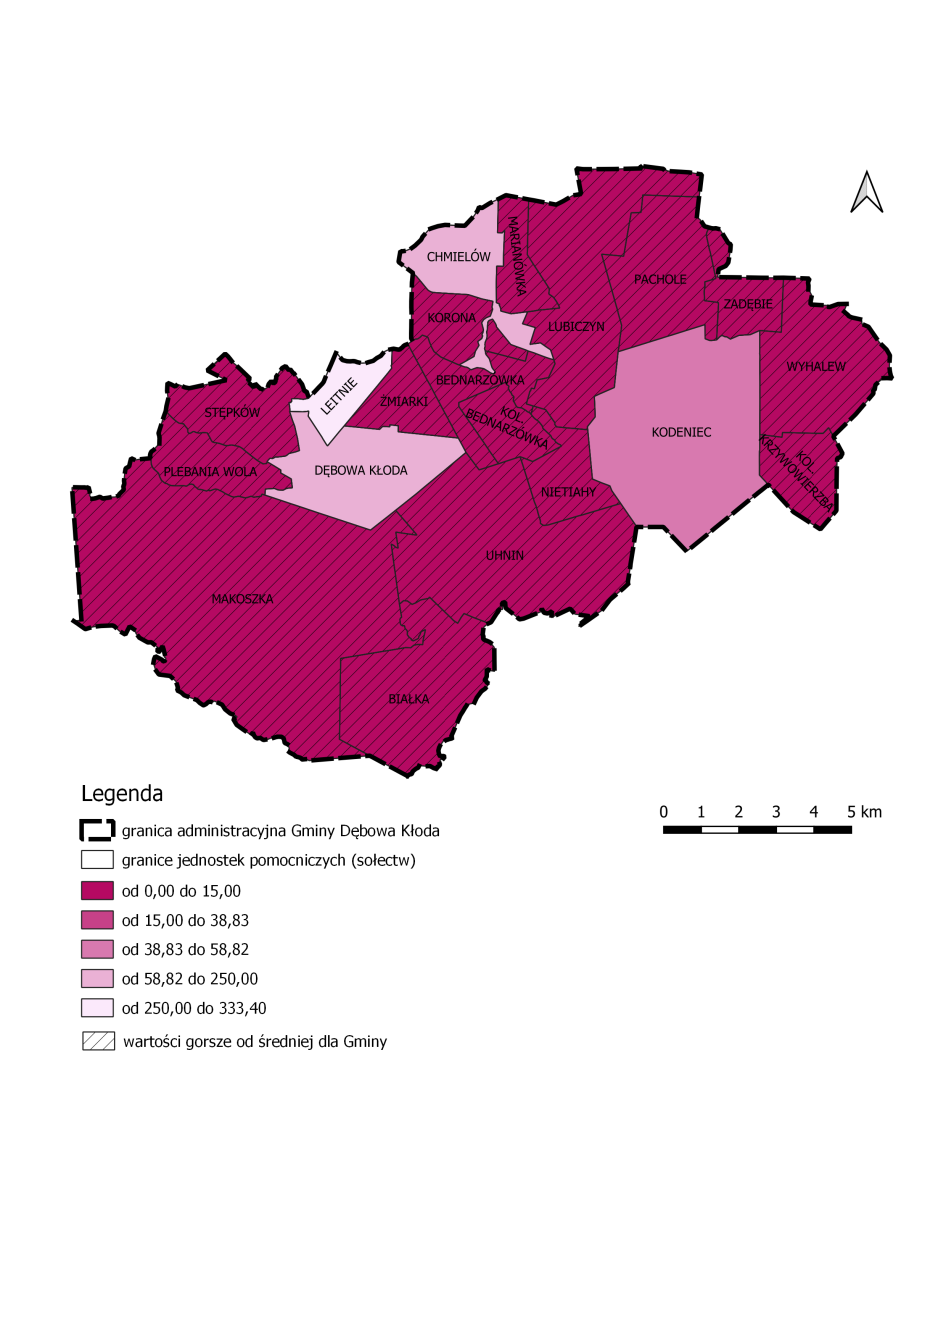 MARIANÓWKA
CHMIELÓW
PACHOLE
ZADĘBIE
KORONA
LUBICZYN
WYHALEW
BEDNARZÓWKA
LEITNIE
ŻMIARKI
STĘPKÓW
KOL.
BEDNARZÓWKA
KODENIEC
KOL.
KRZYWOWIERZBA
PLEBANIA WOLA
DĘBOWA KŁODA
NIETIAHY
UHNIN
MAKOSZKA
BIAŁKA
Legenda
0 1 2 3 4 5 km
granica administracyjna Gminy Dębowa Kłoda
granice jednostek pomocniczych (sołectw)
od 0,00 do 15,00
od 15,00 do 38,83
od 38,83 do 58,82
od 58,82 do 250,00
od 250,00 do 333,40
wartości gorsze od średniej dla Gminy